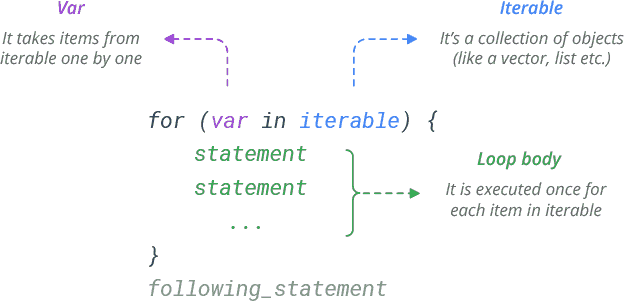 Var
It takes items from
iterable one by one
Iterable
It's a collection of objects
(like a vector, list etc.)
for (var in iterable) {
statement
statement
...
}
following_statement
Loop body
It is executed once for
each item in iterable